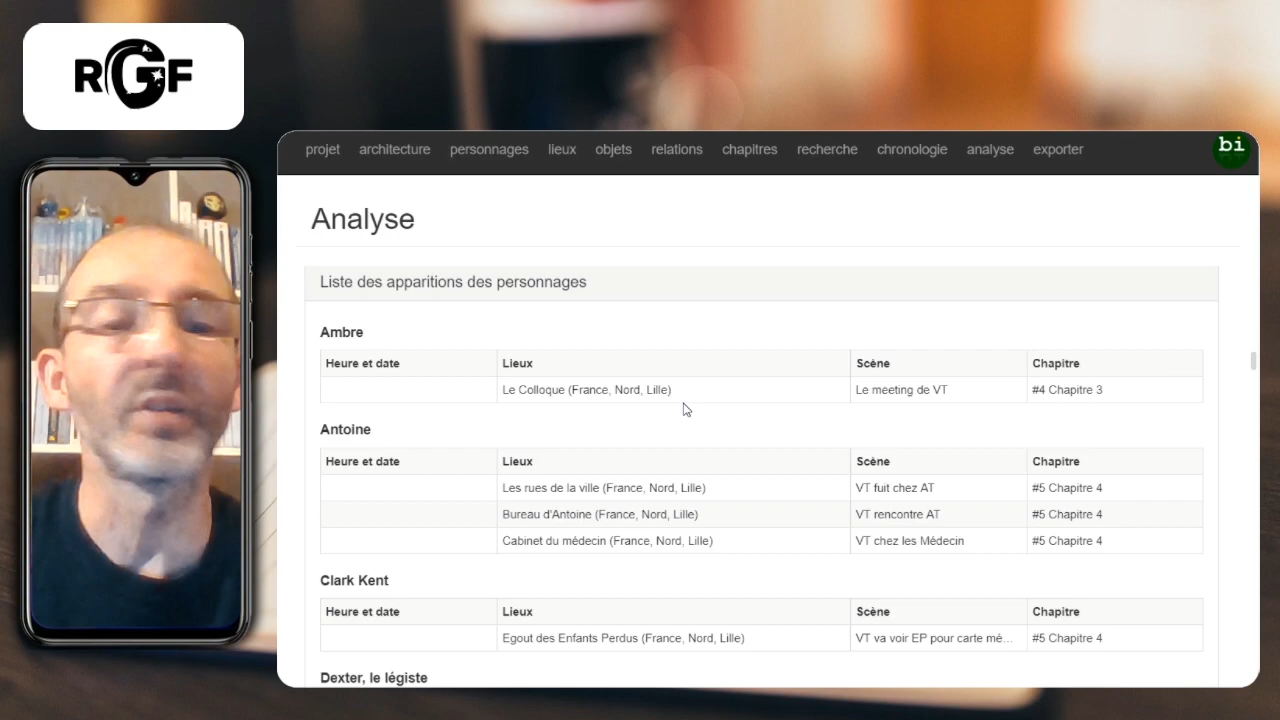 RGF
projet architecture personnages lieux objets relations chapitres recherche chronologie analyse exporter
bi
Analyse
Liste des apparitions des personnages
Ambre
Heure et date Lieux Scène Chapitre
Le Colloque (France, Nord, Lille) Le meeting de VT #4 Chapitre 3
Antoine
Heure et date Lieux Scène Chapitre
Les rues de la ville (France, Nord, Lille) VT fuit chez AT #5 Chapitre 4
Bureau d'Antoine (France, Nord, Lille) VT rencontre AT #5 Chapitre 4
Cabinet du médecin (France, Nord, Lille) VT chez les Médecin #5 Chapitre 4
Clark Kent
Heure et date Lieux Scène Chapitre
Egout des Enfants Perdus (France, Nord, Lille) VT va voir EP pour carte mé... #5 Chapitre 4
Dexter, le légiste